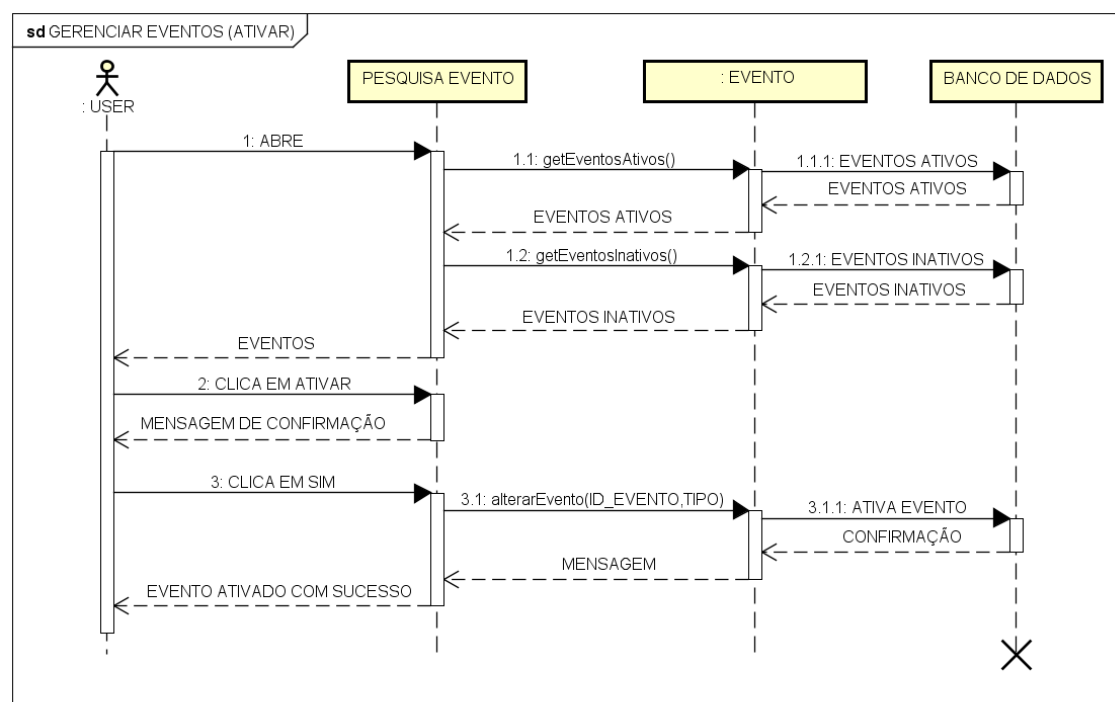 sd GERENCIAR EVENTOS (ATIVAR)
: USER
PESQUISA EVENTO
: EVENTO
BANCO DE DADOS
1: ABRE
1.1: getEventosAtivos()
1.1.1: EVENTOS ATIVOS
EVENTOS ATIVOS
EVENTOS ATIVOS
1.2: getEventosInativos()
1.2.1: EVENTOS INATIVOS
EVENTOS INATIVOS
EVENTOS INATIVOS
EVENTOS
2: CLICA EM ATIVAR
MENSAGEM DE CONFIRMAÇÃO
3: CLICA EM SIM
3.1: alterarEvento(ID_EVENTO,TIPO)
3.1.1: ATIVA EVENTO
CONFIRMAÇÃO
MENSAGEM
EVENTO ATIVADO COM SUCESSO